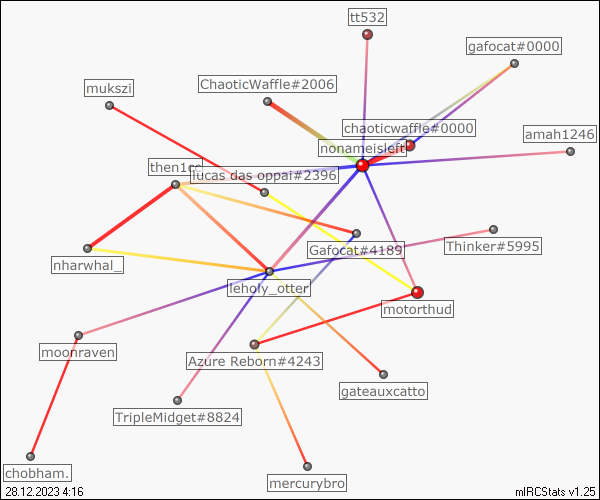 tt532
gafocat#0000
ChaoticWaffle#2006
mukszi
chaoticwaffle#0000
amah1246
nonameisleft
then1cc
lucas das oppai#2396
Gafocat#4189
Thinker#5995
nharwhal_
leholy_otter
motorthud
moonraven
Azure Reborn#4243
gateauxcatto
TripleMidget#8824
chobham.
mercurybro
28.12.2023 4:16
mIRCStats v1.25